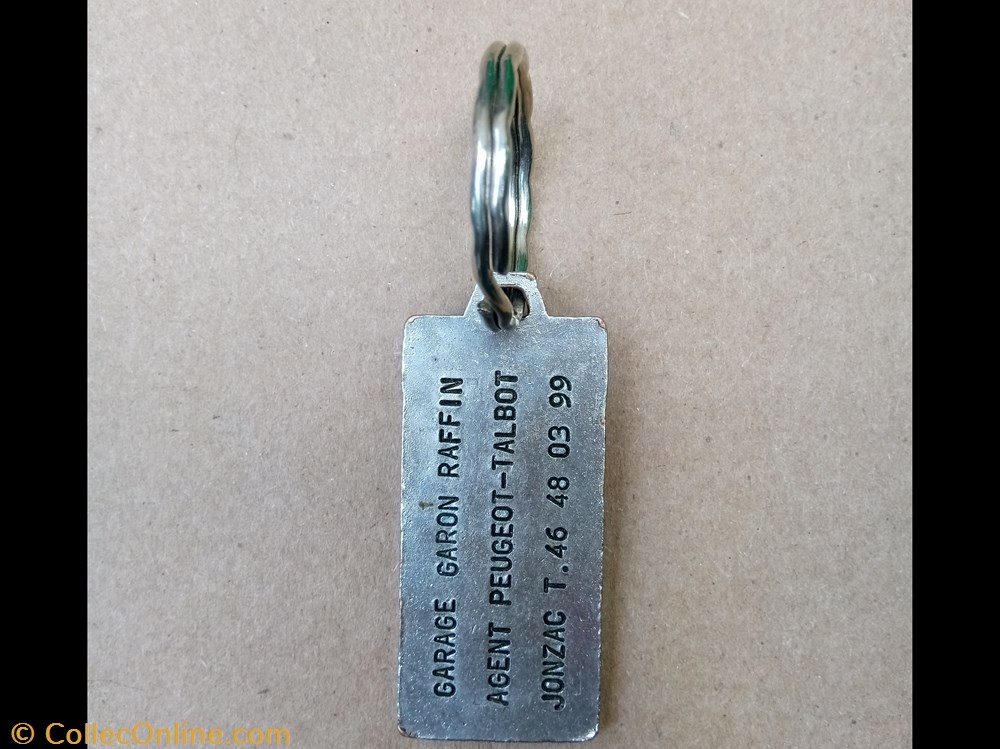 GARAGE GARON RAFFIN
AGENT PEUGEOT-TALBOT
JONZAC T.46 48 03 99
© CollecOnline.com